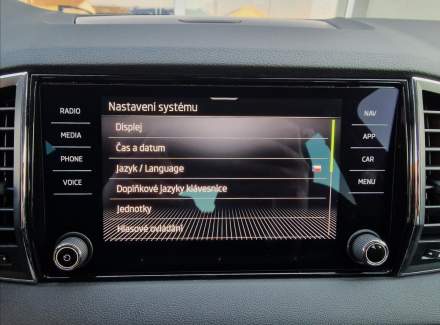 RADIO
MEDIA
PHONE
VOICE
Nastavení systému
Displej
Čas a datum
Jazyk / Language
Doplňkové jazyky klávesnice
Jednotky
Hlasové ovládání
NAV
APP
CAR
MENU